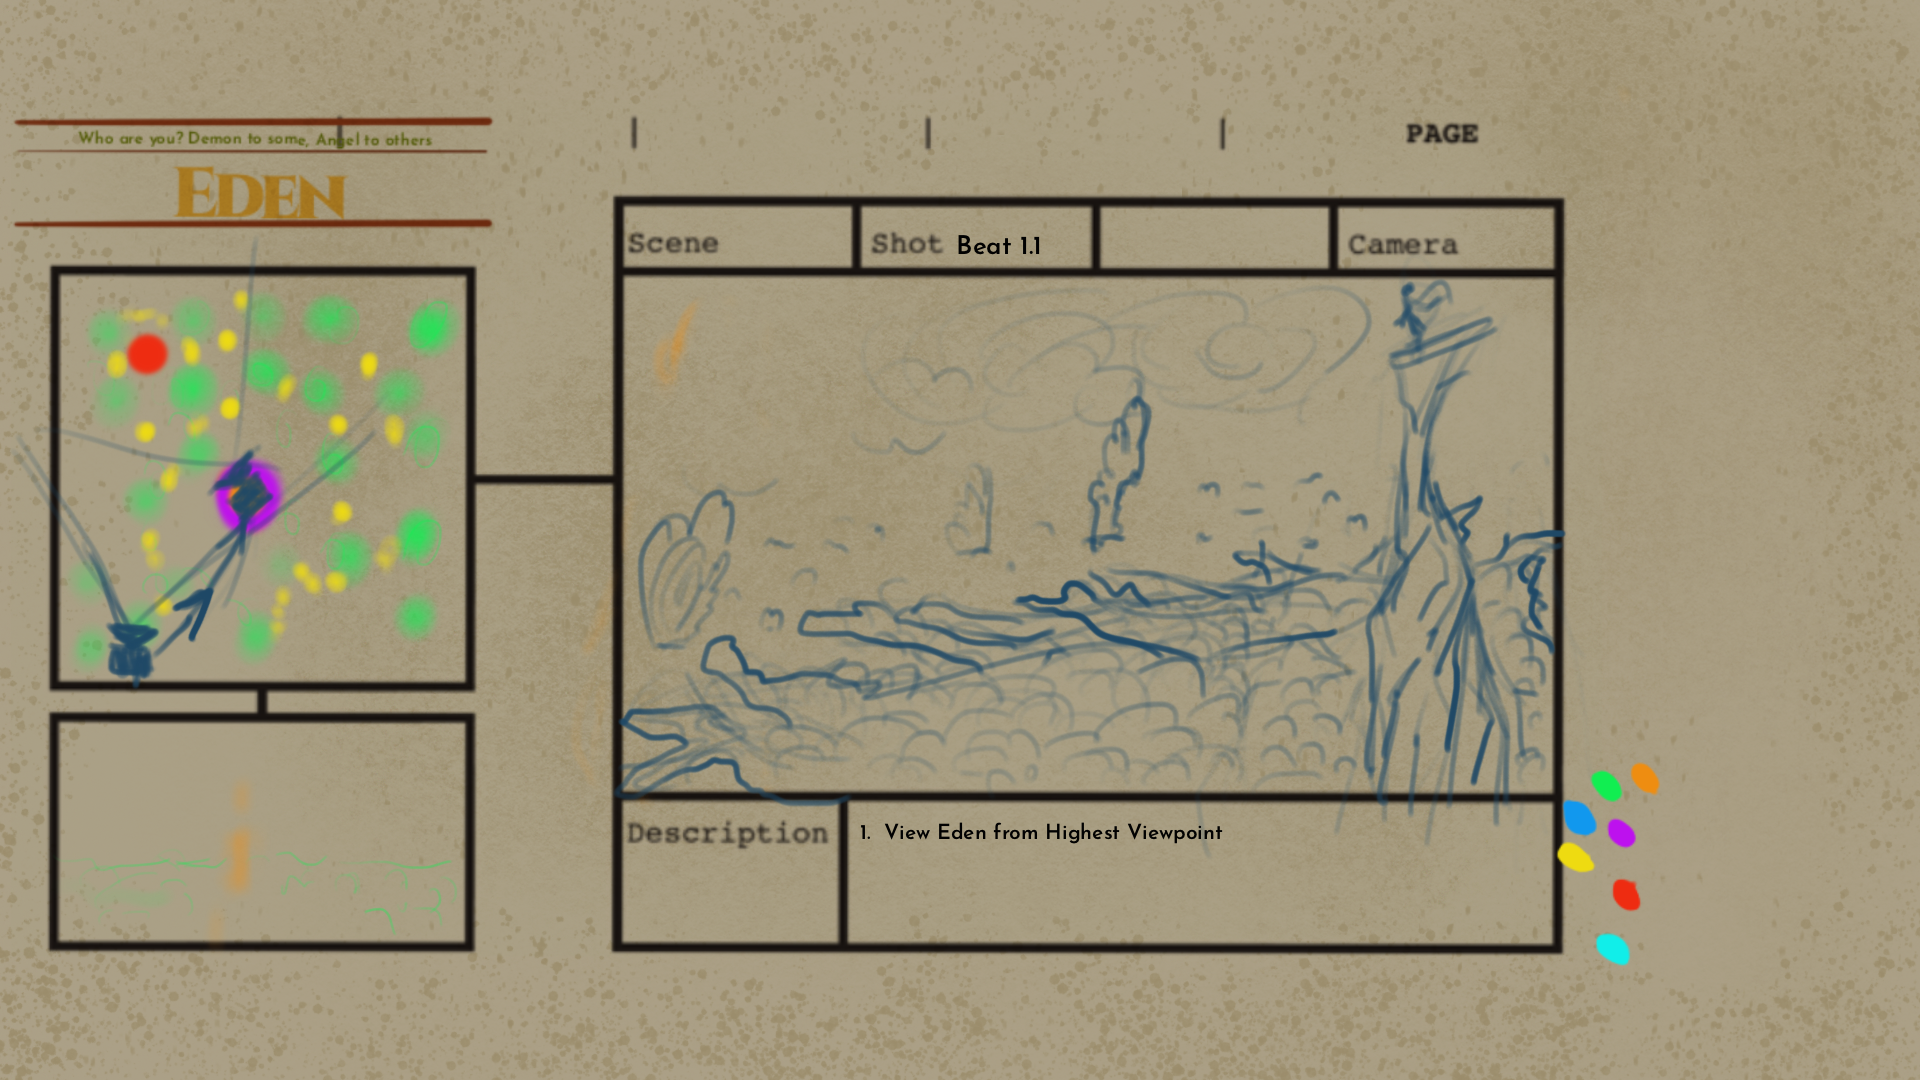 Who are you? Demon to some, Angel to others
EDEN
PAGE
Scene
Shot Beat 1.1
Camera
Description
1. View Eden from Highest Viewpoint